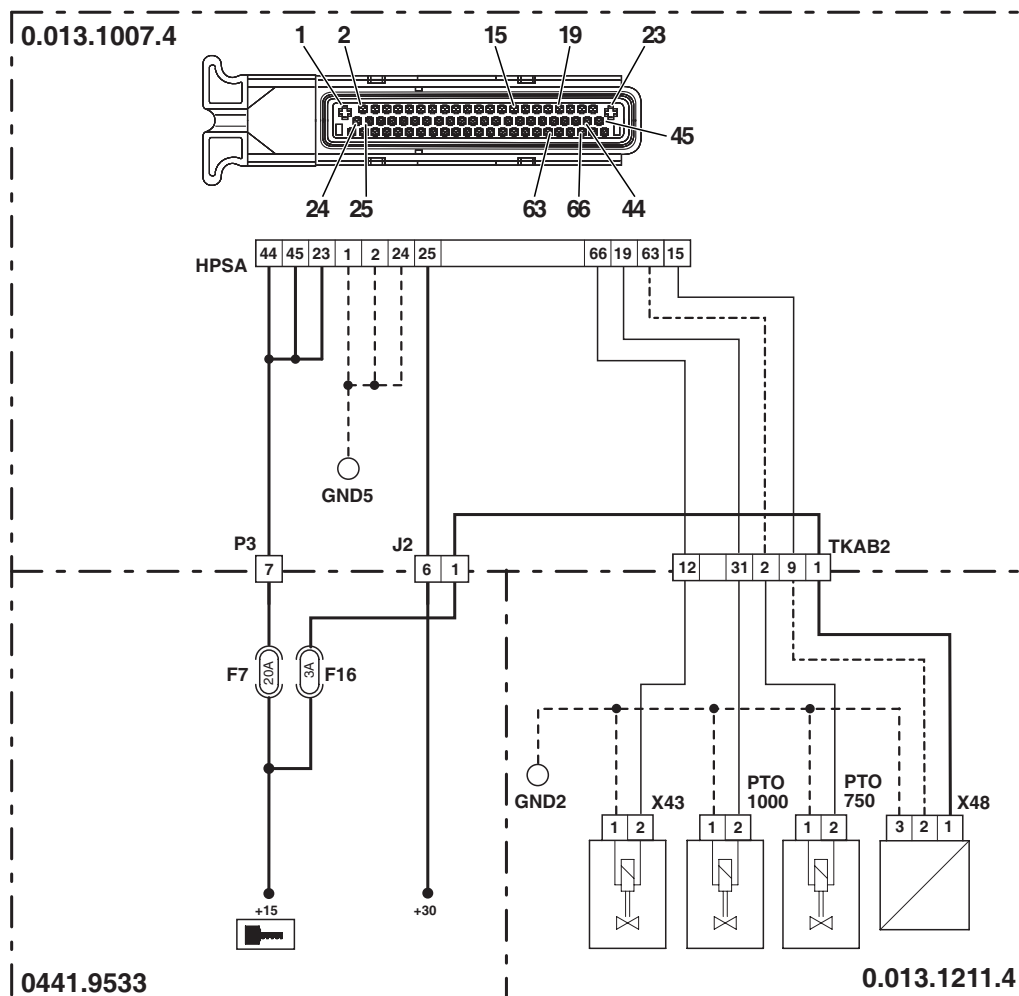 0.013.1007.4
1 2 15 19 23
45
24 25 63 66 44
HPSA 44 45 23 1 2 24 25 66 19 63 15
GND5
P3 J2 TKAB2
7 6 1 12 31 2 9 1
F7 20A 3A F16
GND2
X43 PTO 1000 PTO 750 X48
1 2 1 2 1 2 3 2 1
+15 +30
0441.9533 0.013.1211.4